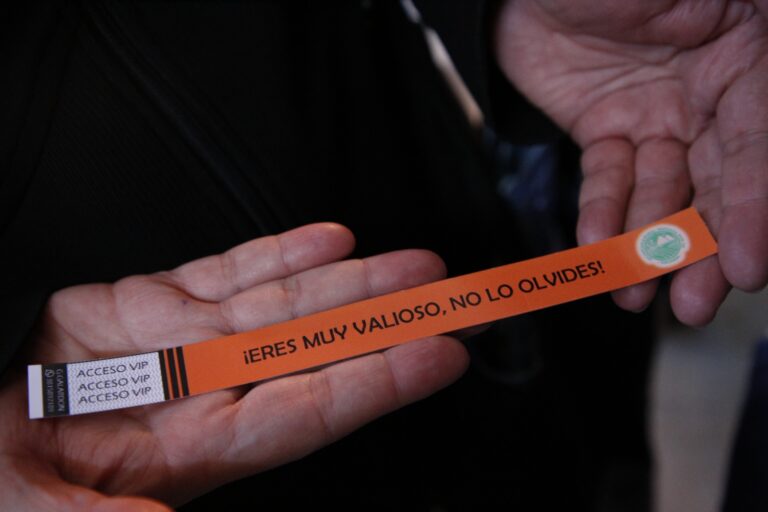 ¡ERES MUY VALIOSO, NO LO OLVIDES!
ACCESO VIP
ACCESO VIP
ACCESO VIP